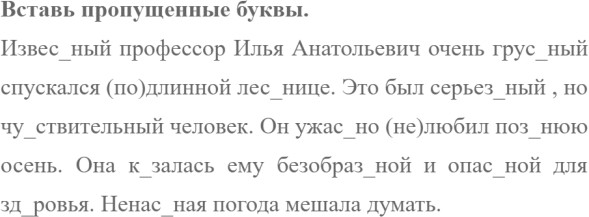 Вставь пропущенные буквы.
Извес_ный профессор Илья Анатольевич очень грус_ный
спускался (по)длинной лес_нице. Это был серьез_ный , но
чу_ствительный человек. Он ужас_но (не)любил поз_нюю
осень. Она к_залась ему безобраз_ной и опас_ной для
зд_ровья. Ненас_ная погода мешала думать.